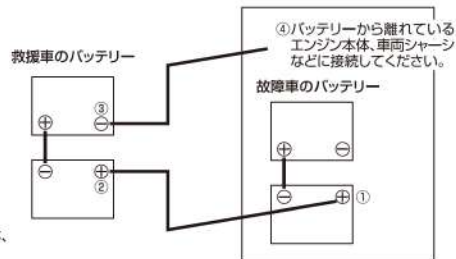 ④バッテリーから離れている
エンジン本体、車両シャーシ
などに接続してください。
救援車のバッテリー
故障車のバッテリー
③
⊕ ⊖
⊖ ⊕
②
⊕ ⊖
⊖ ⊕ ①